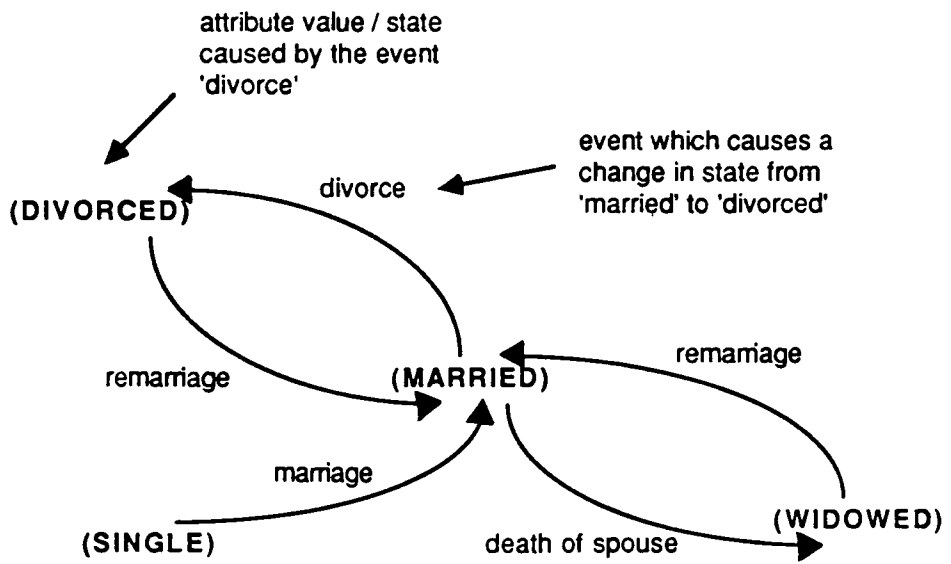 attribute value / state
caused by the event
'divorce'
event which causes a
change in state from
'married' to 'divorced'
divorce
(DIVORCED)
remarriage
remarriage
(MARRIED)
marriage
(WIDOWED)
(SINGLE)
death of spouse